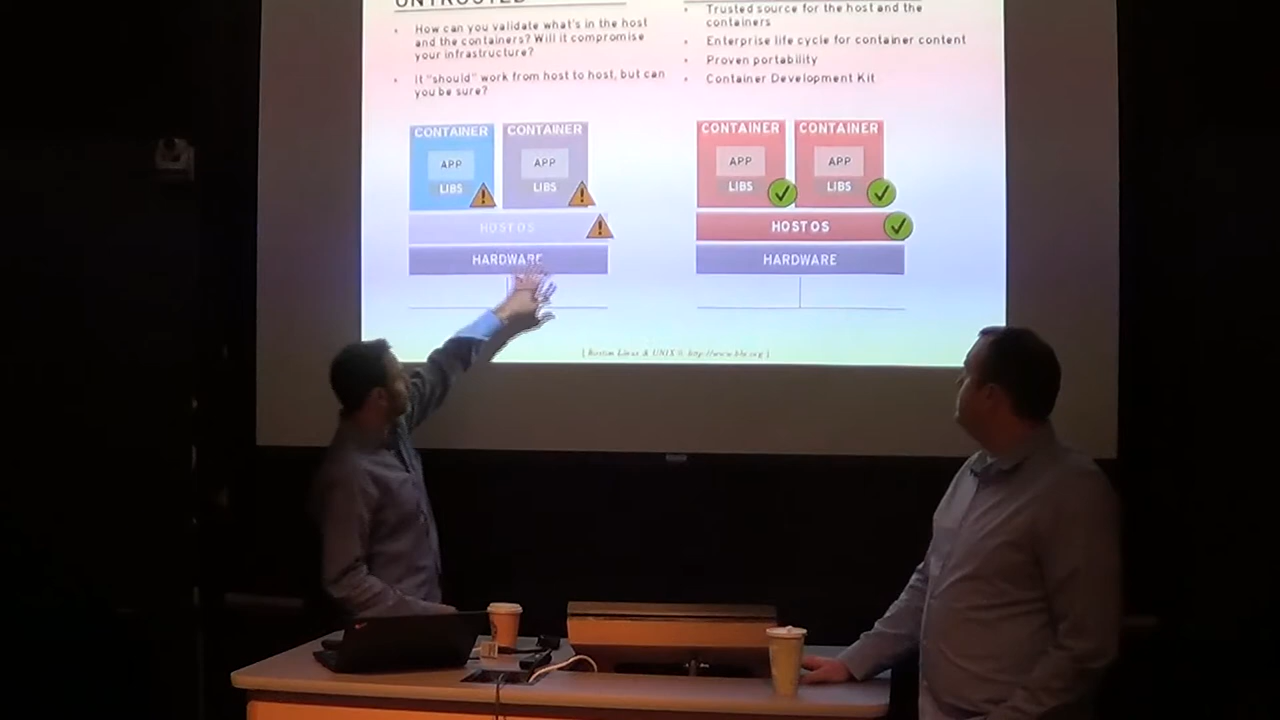 UNTRUSTED
• How can you validate what's in the host
and the containers? Will it compromise
your infrastructure?
• It "should" work from host to host, but can
you be sure?
CONTAINER
CONTAINER
APP
APP
LIBS
LIBS
HOST OS
HARDWARE
• Trusted source for the host and the
containers
• Enterprise life cycle for container content
• Proven portability
• Container Development Kit
CONTAINER
CONTAINER
APP
APP
LIBS
LIBS
HOST OS
HARDWARE
[ Boston Linux & UNIX http://www.blu.org ]